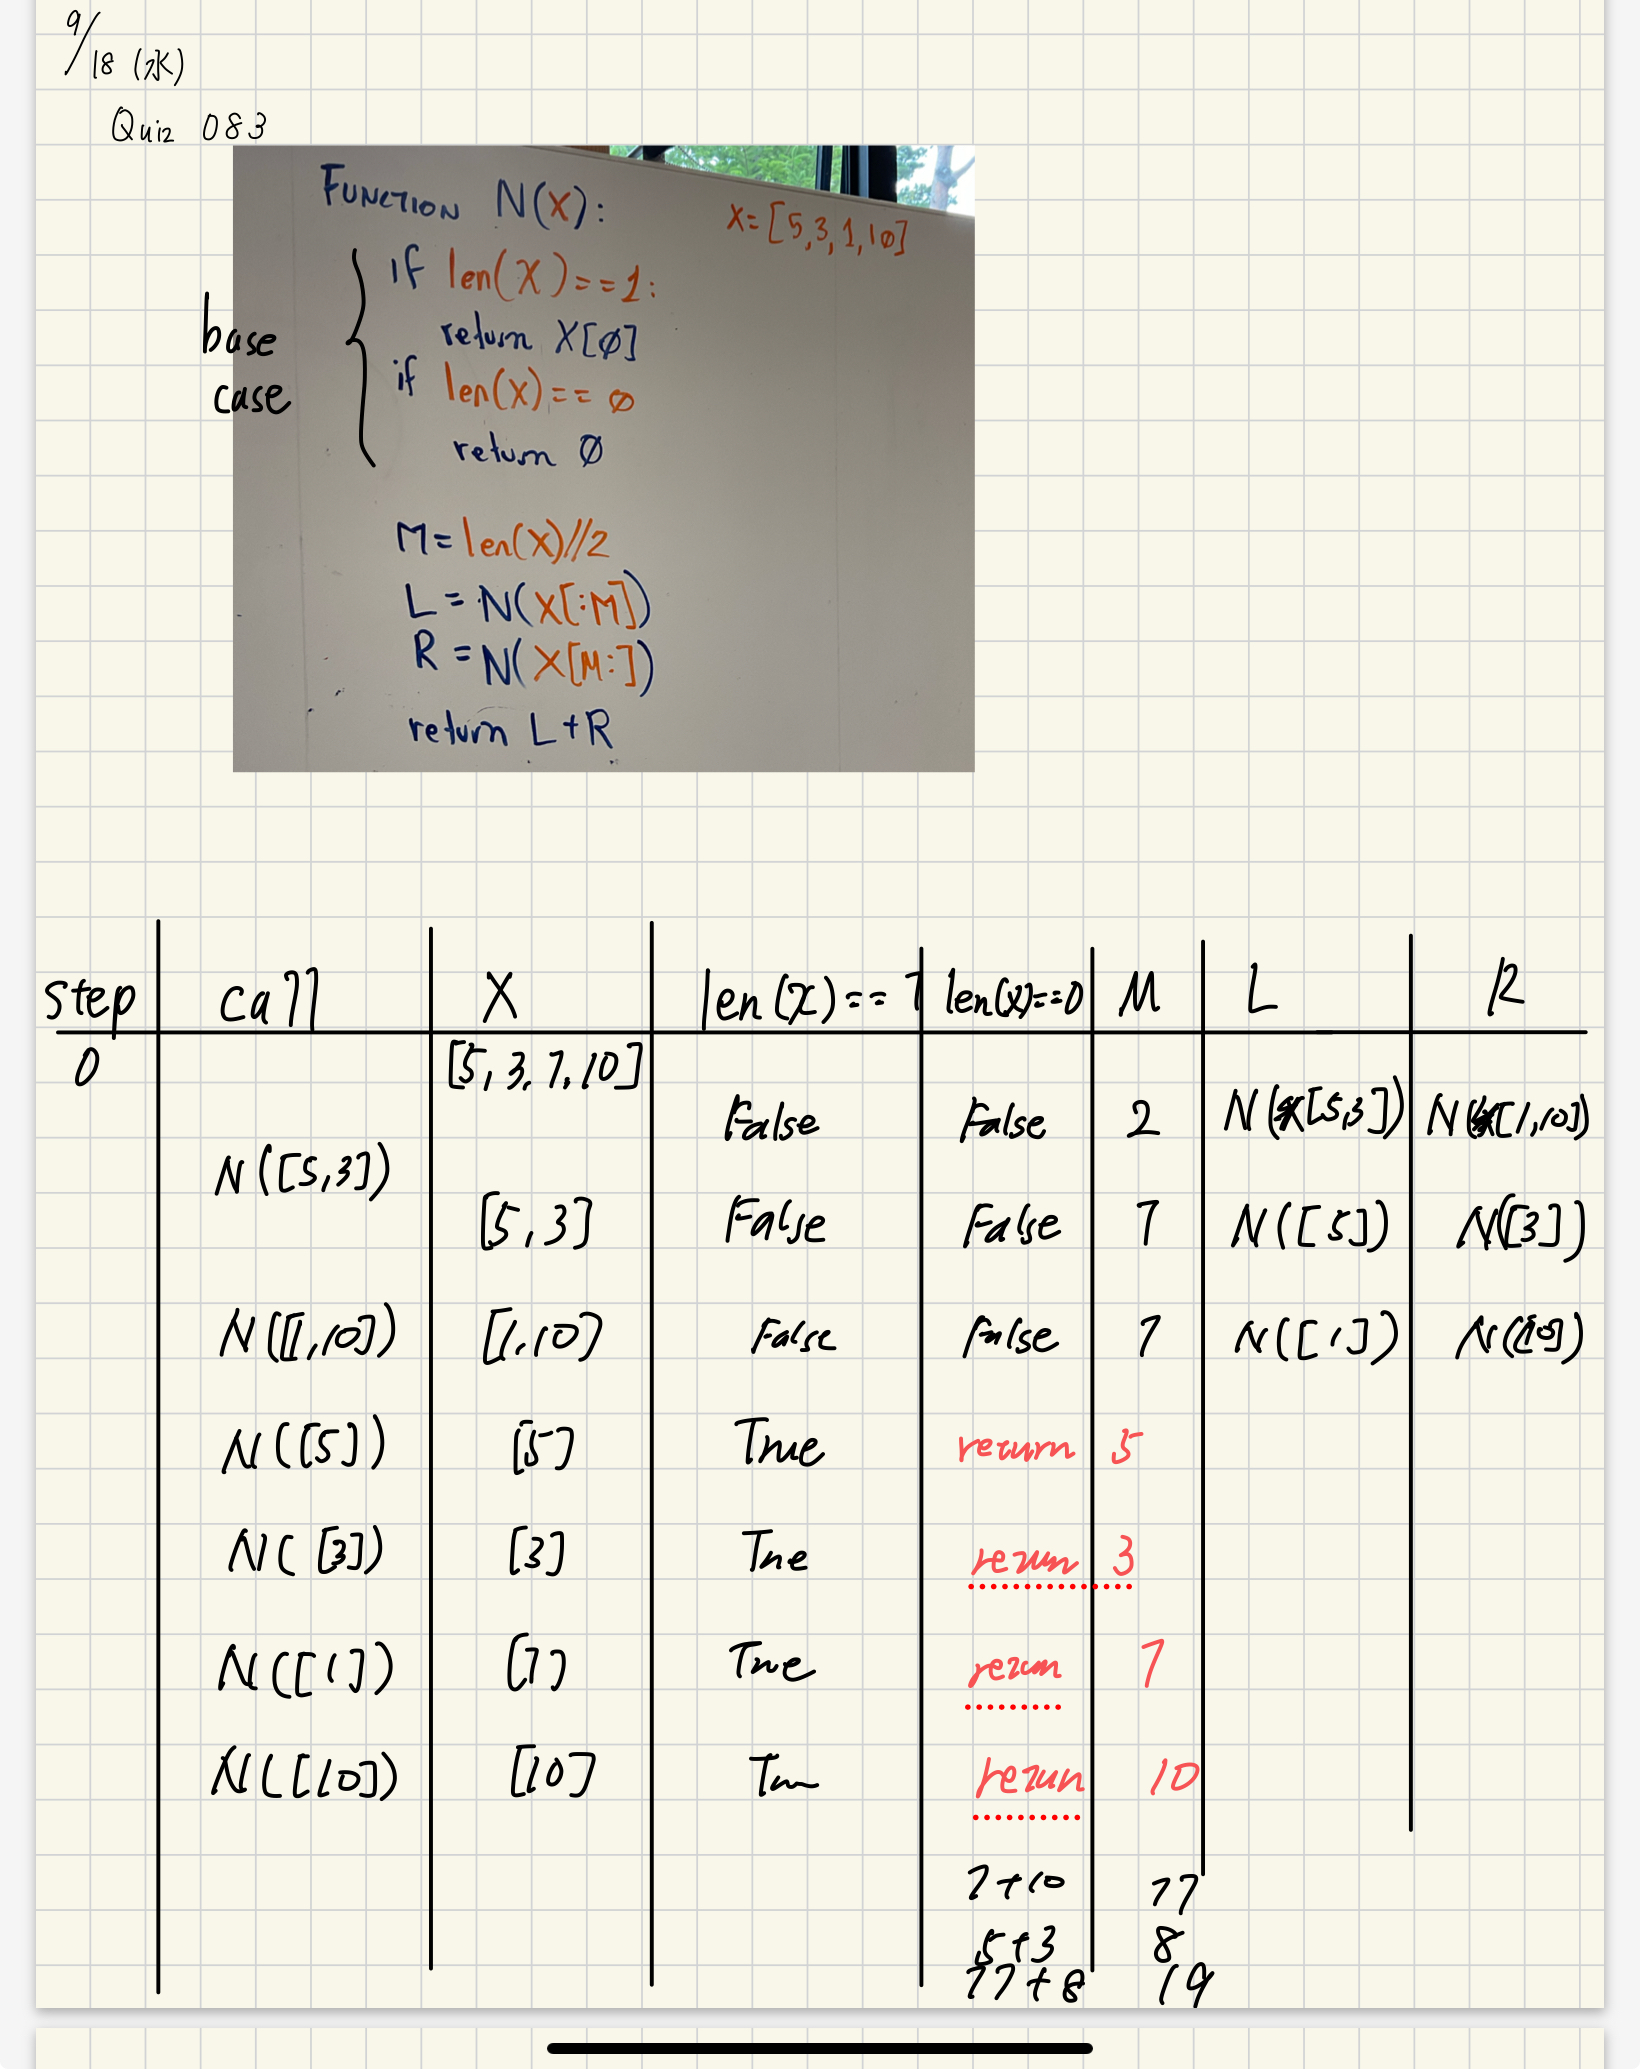 9/18 (水)
Quiz 083
FUNCTION N(X):
X=[5,3,1,10]
if len(X)==1:
return X[0]
if len(X)==0
return 0
base
case
M=len(X)//2
L=N(X[:M])
R=N(X[M:])
return L+R
step call X len(x)==1 len(x)==0 M L R
0 [5,3,1,10]
False False 2 N([5,3]) N([1,10])
N([5,3])
[5,3] False False 1 N([5]) N([3])
N([1,10]) [1,10] False False 1 N([1]) N([10])
N([5]) [5] True return 5
N([3]) [3] True return 3
N([1]) [1] True return 1
N([10]) [10] True return 10
1+10 11
5+3 8
11+8 19